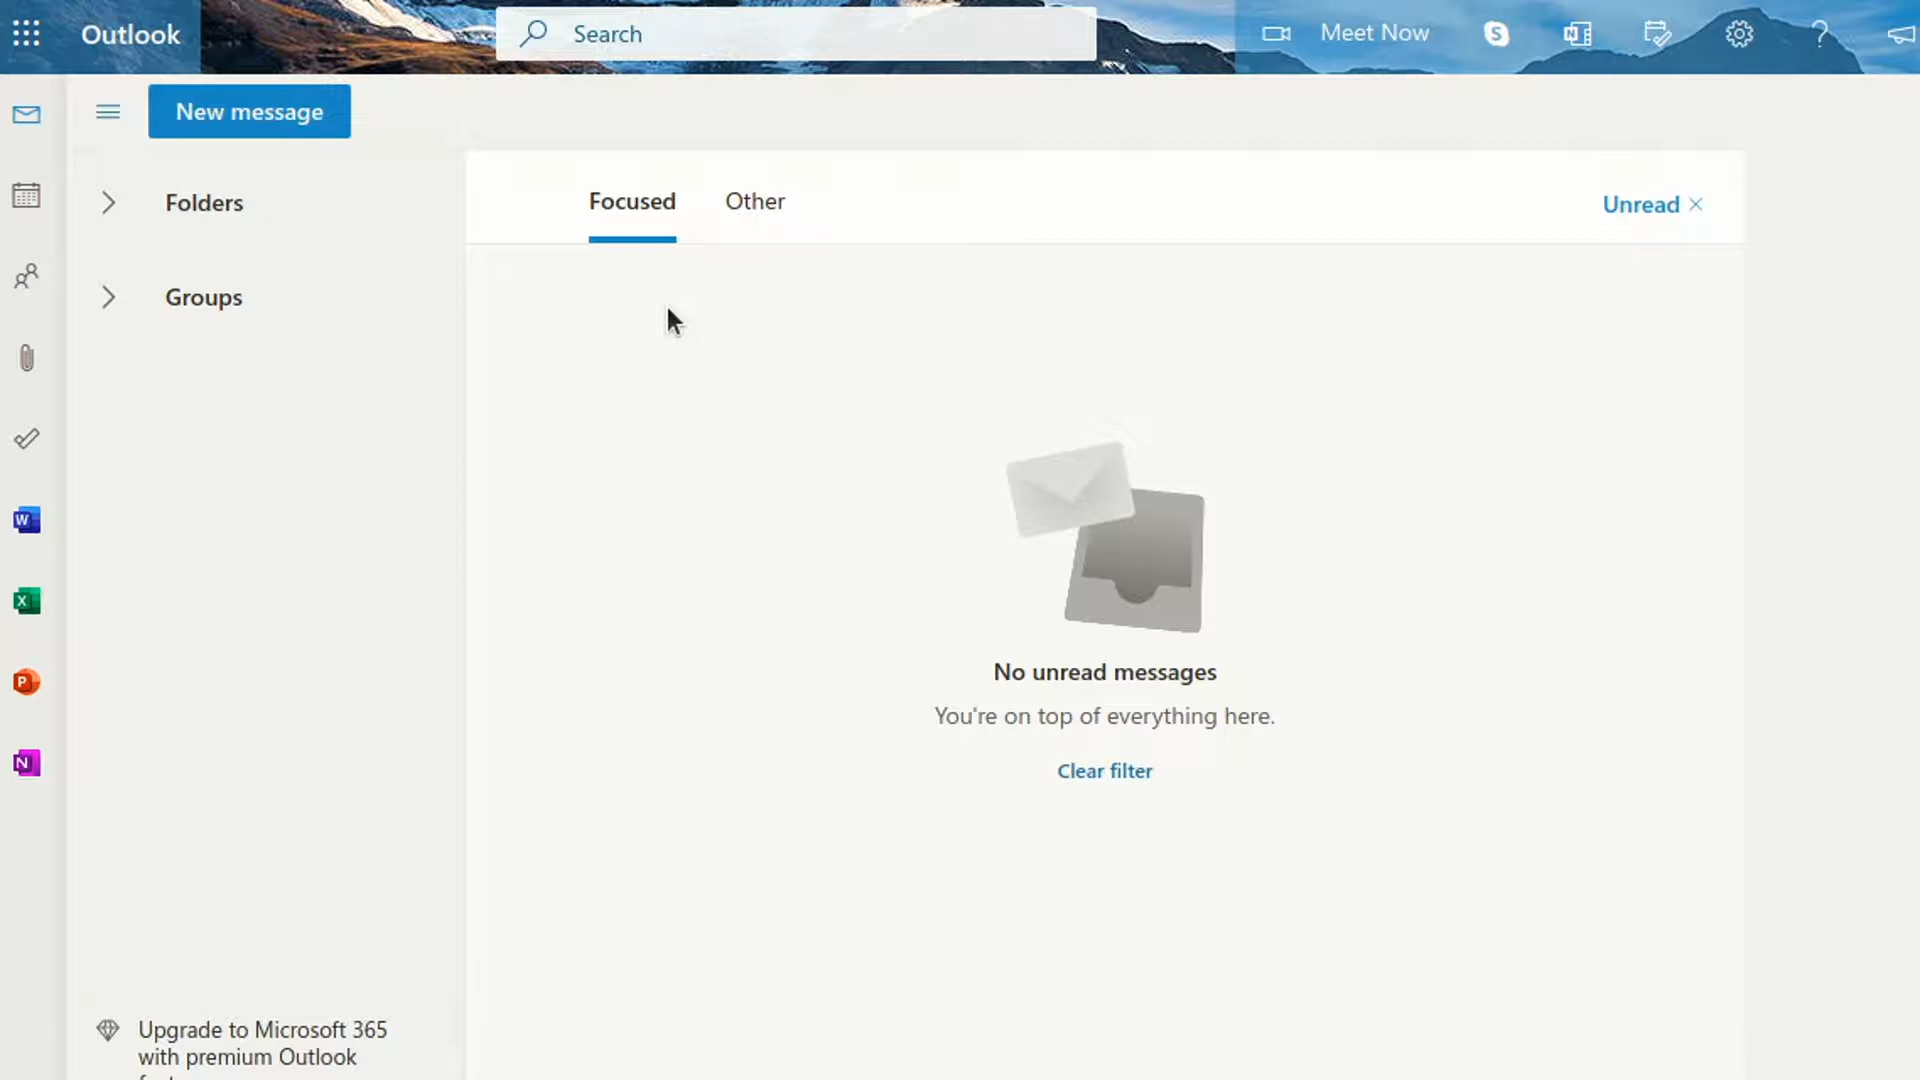 Outlook
Search
Meet Now
New message
Folders
Groups
Focused
Other
Unread
No unread messages
You're on top of everything here.
Clear filter
Upgrade to Microsoft 365
with premium Outlook